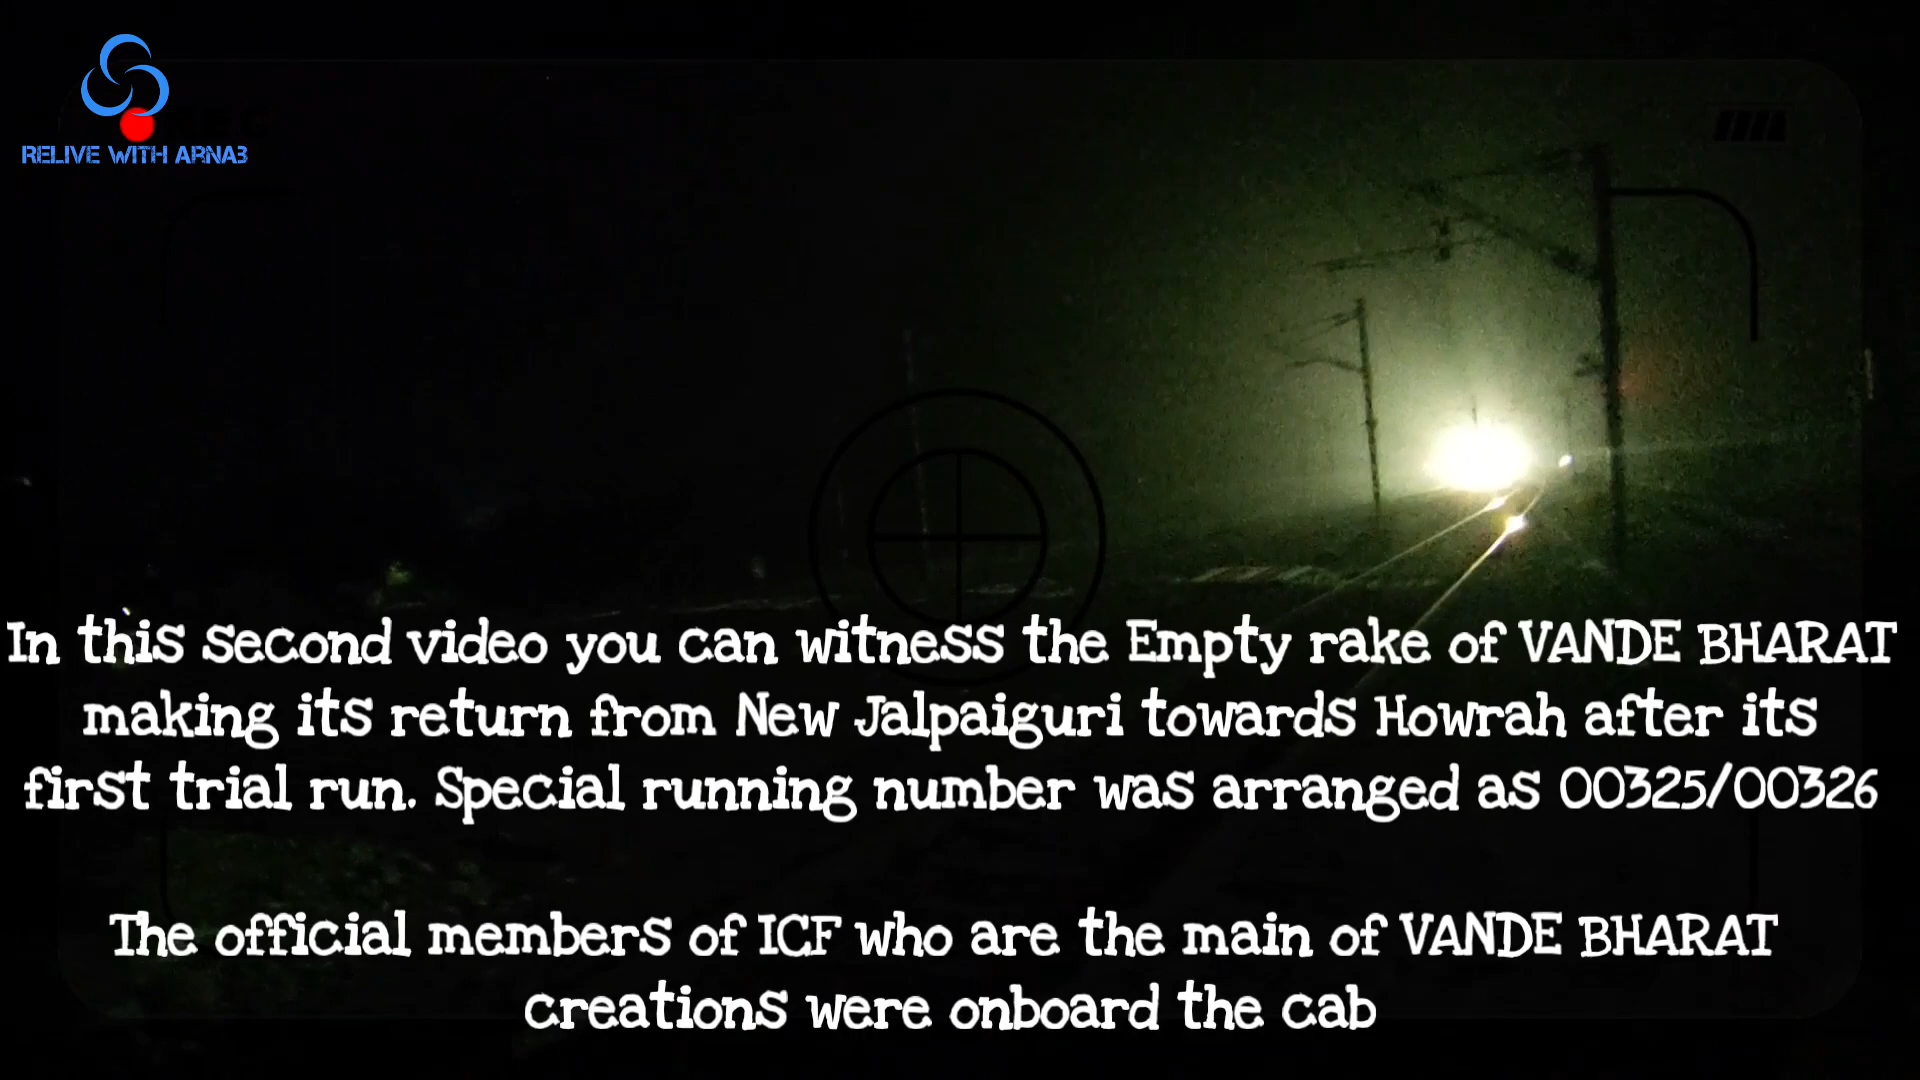 RELIVE WITH ARNAB
In this second video you can witness the Empty rake of VANDE BHARAT
making its return from New Jalpaiguri towards Howrah after its
first trial run. Special running number was arranged as 00325/00326
The official members of ICF who are the main of VANDE BHARAT
creations were onboard the cab